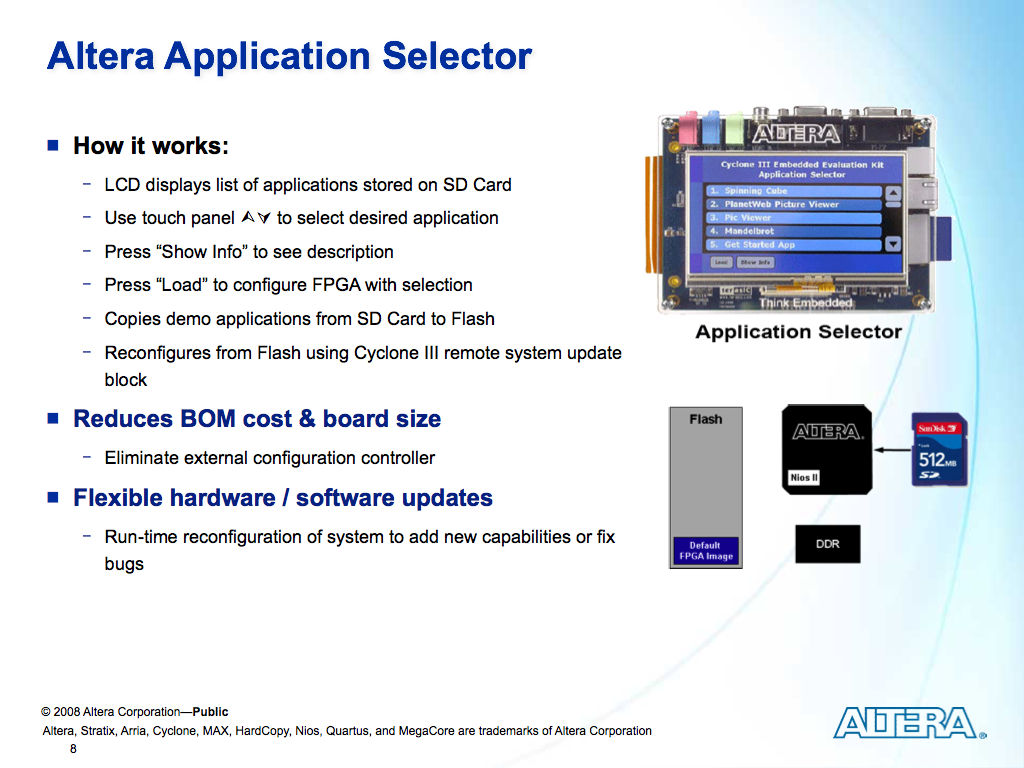 Altera Application Selector
How it works:
LCD displays list of applications stored on SD Card
Use touch panel ⮝⮟ to select desired application
Press “Show Info” to see description
Press “Load” to configure FPGA with selection
Copies demo applications from SD Card to Flash
Reconfigures from Flash using Cyclone III remote system update
block
Reduces BOM cost & board size
Eliminate external configuration controller
Flexible hardware / software updates
Run-time reconfiguration of system to add new capabilities or fix
bugs
ALTERA
Cyclone III Embedded Evaluation Kit
Application Selector
1. Spinning Cube
2. PlanetWeb Picture Viewer
3. Pic Viewer
4. Mandelbrot
5. Get Started App
Load Show Info
terasic
Think Embedded
Application Selector
Flash
Default
FPGA Image
ALTERA.
Nios II
SanDisk
512MB
SD
DDR
© 2008 Altera Corporation—Public
Altera, Stratix, Arria, Cyclone, MAX, HardCopy, Nios, Quartus, and MegaCore are trademarks of Altera Corporation
8
ALTERA®